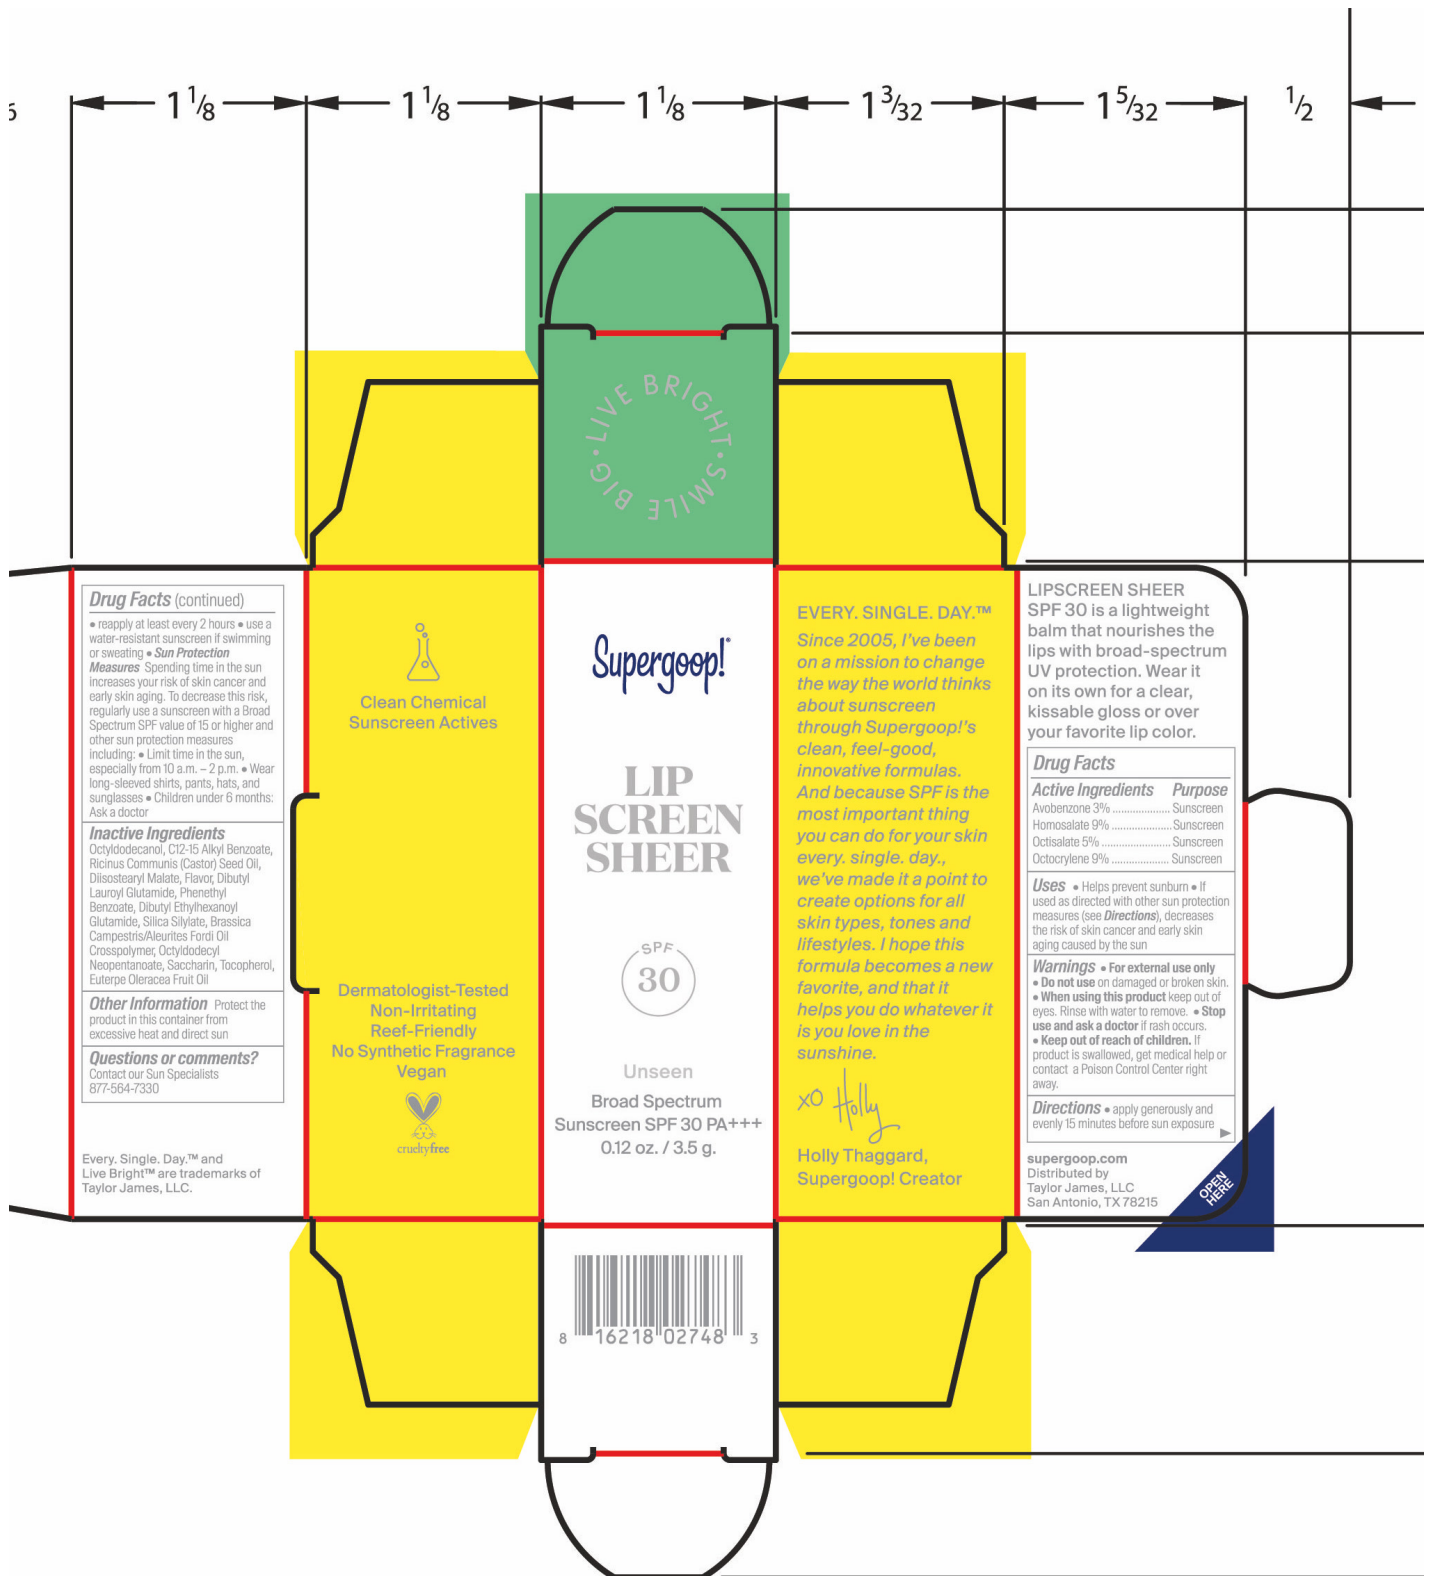 1 1/8
1 1/8
1 1/8
1 3/32
1 5/32
1/2
LIVE BRIGHT · SMILE BIG ·
Drug Facts (continued)
• reapply at least every 2 hours • use a
water-resistant sunscreen if swimming
or sweating • Sun Protection
Measures Spending time in the sun
increases your risk of skin cancer and
early skin aging. To decrease this risk,
regularly use a sunscreen with a Broad
Spectrum SPF value of 15 or higher and
other sun protection measures
including: • Limit time in the sun,
especially from 10 a.m. – 2 p.m. • Wear
long-sleeved shirts, pants, hats, and
sunglasses • Children under 6 months:
Ask a doctor
Inactive Ingredients
Octyldodecanol, C12-15 Alkyl Benzoate,
Ricinus Communis (Castor) Seed Oil,
Diisostearyl Malate, Flavor, Dibutyl
Lauroyl Glutamide, Phenethyl
Benzoate, Dibutyl Ethylhexanoyl
Glutamide, Silica Silylate, Brassica
Campestris/Aleurites Fordi Oil
Crosspolymer, Octyldodecyl
Neopentanoate, Saccharin, Tocopherol,
Euterpe Oleracea Fruit Oil
Other Information Protect the
product in this container from
excessive heat and direct sun
Questions or comments?
Contact our Sun Specialists
877-564-7330
Every. Single. Day.™ and
Live Bright™ are trademarks of
Taylor James, LLC.
Clean Chemical
Sunscreen Actives
Dermatologist-Tested
Non-Irritating
Reef-Friendly
No Synthetic Fragrance
Vegan
crueltyfree
Supergoop!®
LIP
SCREEN
SHEER
SPF
30
Unseen
Broad Spectrum
Sunscreen SPF 30 PA+++
0.12 oz. / 3.5 g.
8 16218 02748 3
EVERY. SINGLE. DAY.™
Since 2005, I've been
on a mission to change
the way the world thinks
about sunscreen
through Supergoop!'s
clean, feel-good,
innovative formulas.
And because SPF is the
most important thing
you can do for your skin
every. single. day.,
we've made it a point to
create options for all
skin types, tones and
lifestyles. I hope this
formula becomes a new
favorite, and that it
helps you do whatever it
is you love in the
sunshine.
xo Holly
Holly Thaggard,
Supergoop! Creator
LIPSCREEN SHEER
SPF 30 is a lightweight
balm that nourishes the
lips with broad-spectrum
UV protection. Wear it
on its own for a clear,
kissable gloss or over
your favorite lip color.
Drug Facts
Active Ingredients Purpose
Avobenzone 3% ................... Sunscreen
Homosalate 9% .................... Sunscreen
Octisalate 5% ....................... Sunscreen
Octocrylene 9% ................... Sunscreen
Uses • Helps prevent sunburn • If
used as directed with other sun protection
measures (see Directions), decreases
the risk of skin cancer and early skin
aging caused by the sun
Warnings • For external use only
• Do not use on damaged or broken skin.
• When using this product keep out of
eyes. Rinse with water to remove. • Stop
use and ask a doctor if rash occurs.
• Keep out of reach of children. If
product is swallowed, get medical help or
contact a Poison Control Center right
away.
Directions • apply generously and
evenly 15 minutes before sun exposure
supergoop.com
Distributed by
Taylor James, LLC
San Antonio, TX 78215
OPEN
HERE